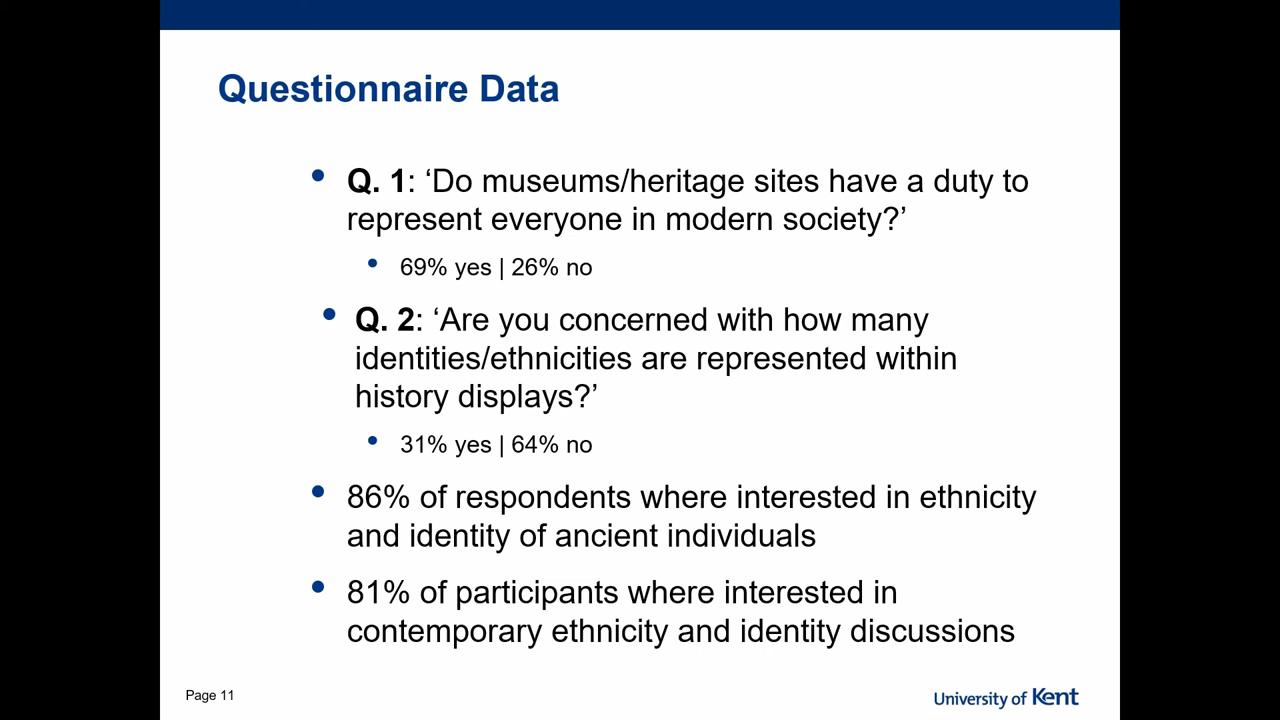 Questionnaire Data
• Q. 1: ‘Do museums/heritage sites have a duty to
represent everyone in modern society?’
• 69% yes | 26% no
• Q. 2: ‘Are you concerned with how many
identities/ethnicities are represented within
history displays?’
• 31% yes | 64% no
• 86% of respondents where interested in ethnicity
and identity of ancient individuals
• 81% of participants where interested in
contemporary ethnicity and identity discussions
Page 11
University of Kent